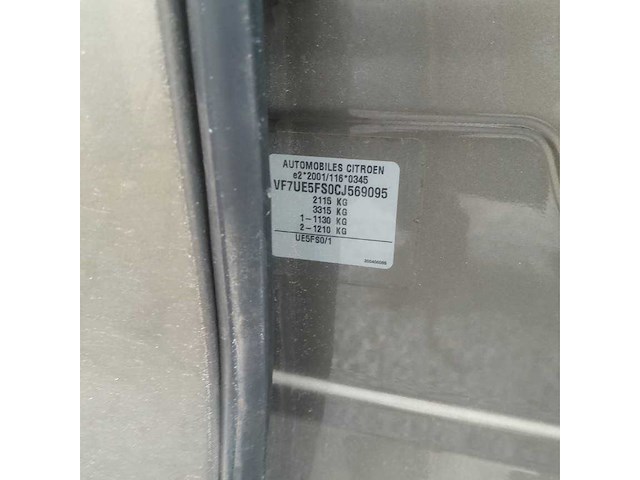 AUTOMOBILES CITROEN
e2*2001/116*0345
VF7UE5FS0CJ569095
2115 KG
3315 KG
1-1130 KG
2-1210 KG
UE5FS0/1